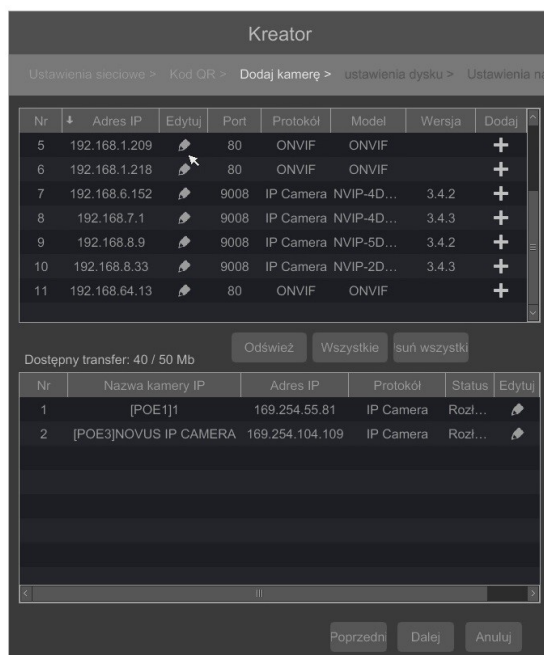 Kreator
Ustawienia sieciowe > Kod QR > Dodaj kamerę > ustawienia dysku > Ustawienia na
Nr Adres IP Edytuj Port Protokół Model Wersja Dodaj
5 192.168.1.209 80 ONVIF ONVIF
6 192.168.1.218 80 ONVIF ONVIF
7 192.168.6.152 9008 IP Camera NVIP-4D... 3.4.2
8 192.168.7.1 9008 IP Camera NVIP-4D... 3.4.3
9 192.168.8.9 9008 IP Camera NVIP-5D... 3.4.2
10 192.168.8.33 9008 IP Camera NVIP-2D... 3.4.3
11 192.168.64.13 80 ONVIF ONVIF
Odśwież Wszystkie suń wszystki
Dostępny transfer: 40 / 50 Mb
Nr Nazwa kamery IP Adres IP Protokół Status Edytuj
1 [POE1]1 169.254.55.81 IP Camera Rozł...
2 [POE3]NOVUS IP CAMERA 169.254.104.109 IP Camera Rozł...
Poprzedni Dalej Anuluj